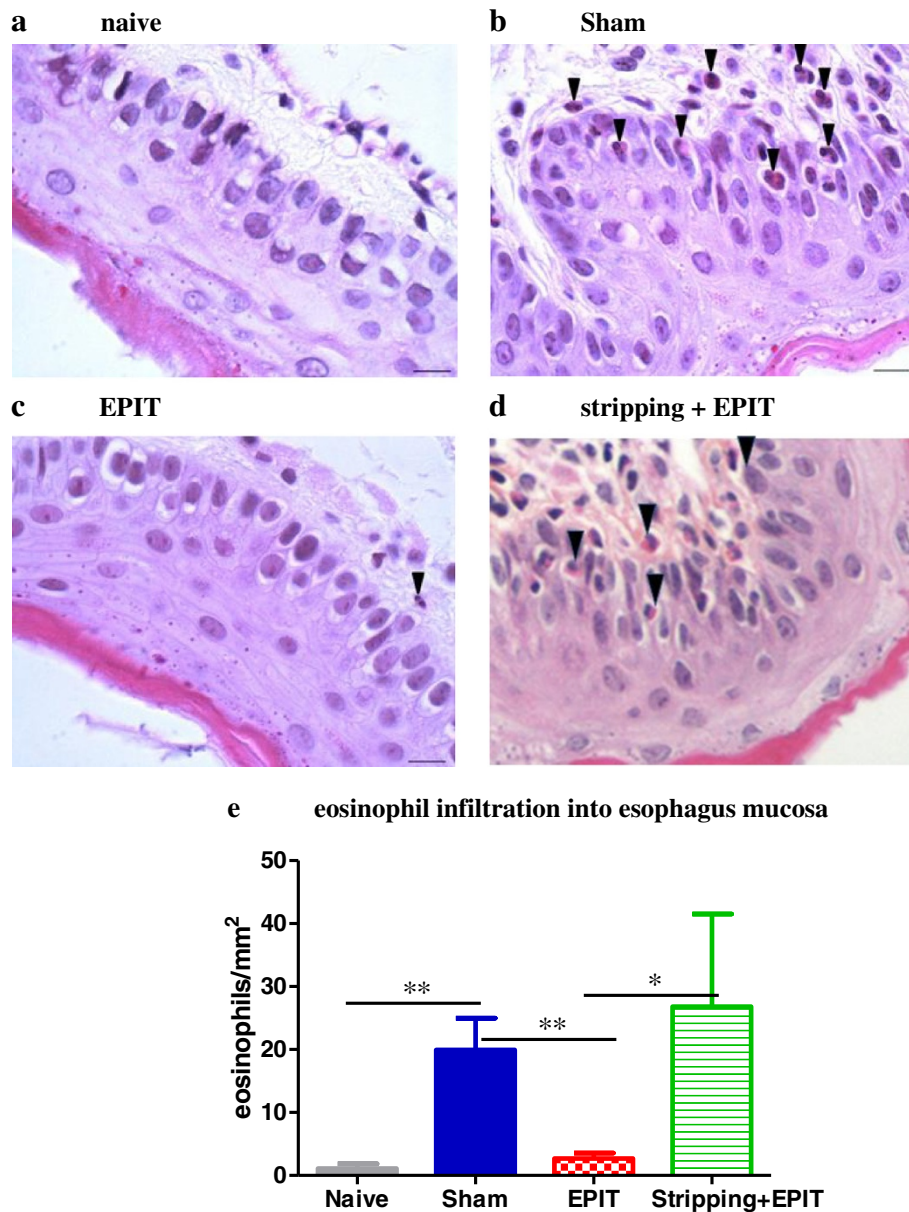 a naive
b Sham
c EPIT
d stripping + EPIT
e eosinophil infiltration into esophagus mucosa
50
40
30
20
10
0
eosinophils/mm²
**
**
*
Naive Sham EPIT Stripping+EPIT